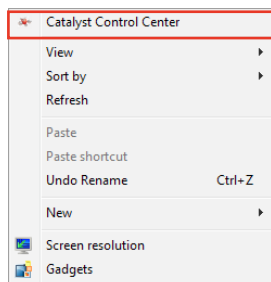 Catalyst Control Center
View
Sort by
Refresh
Paste
Paste shortcut
Undo Rename Ctrl+Z
New
Screen resolution
Gadgets